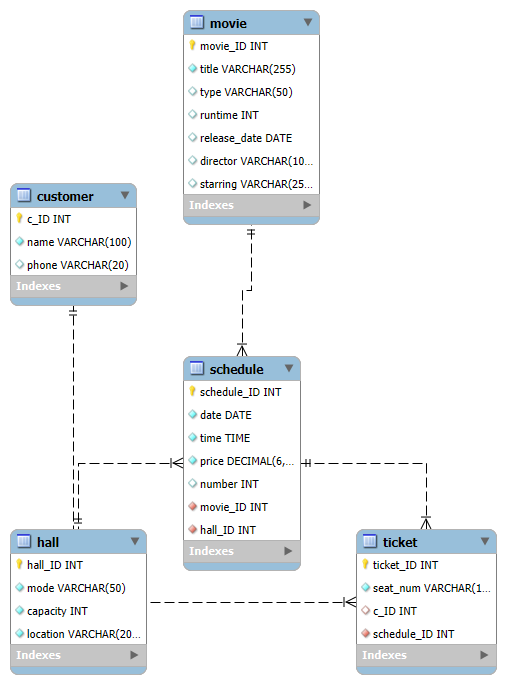 movie
movie_ID INT
title VARCHAR(255)
type VARCHAR(50)
runtime INT
release_date DATE
director VARCHAR(10...
starring VARCHAR(25...
Indexes
customer
c_ID INT
name VARCHAR(100)
phone VARCHAR(20)
Indexes
schedule
schedule_ID INT
date DATE
time TIME
price DECIMAL(6,...
number INT
movie_ID INT
hall_ID INT
Indexes
hall
hall_ID INT
mode VARCHAR(50)
capacity INT
location VARCHAR(20...
Indexes
ticket
ticket_ID INT
seat_num VARCHAR(1...
c_ID INT
schedule_ID INT
Indexes